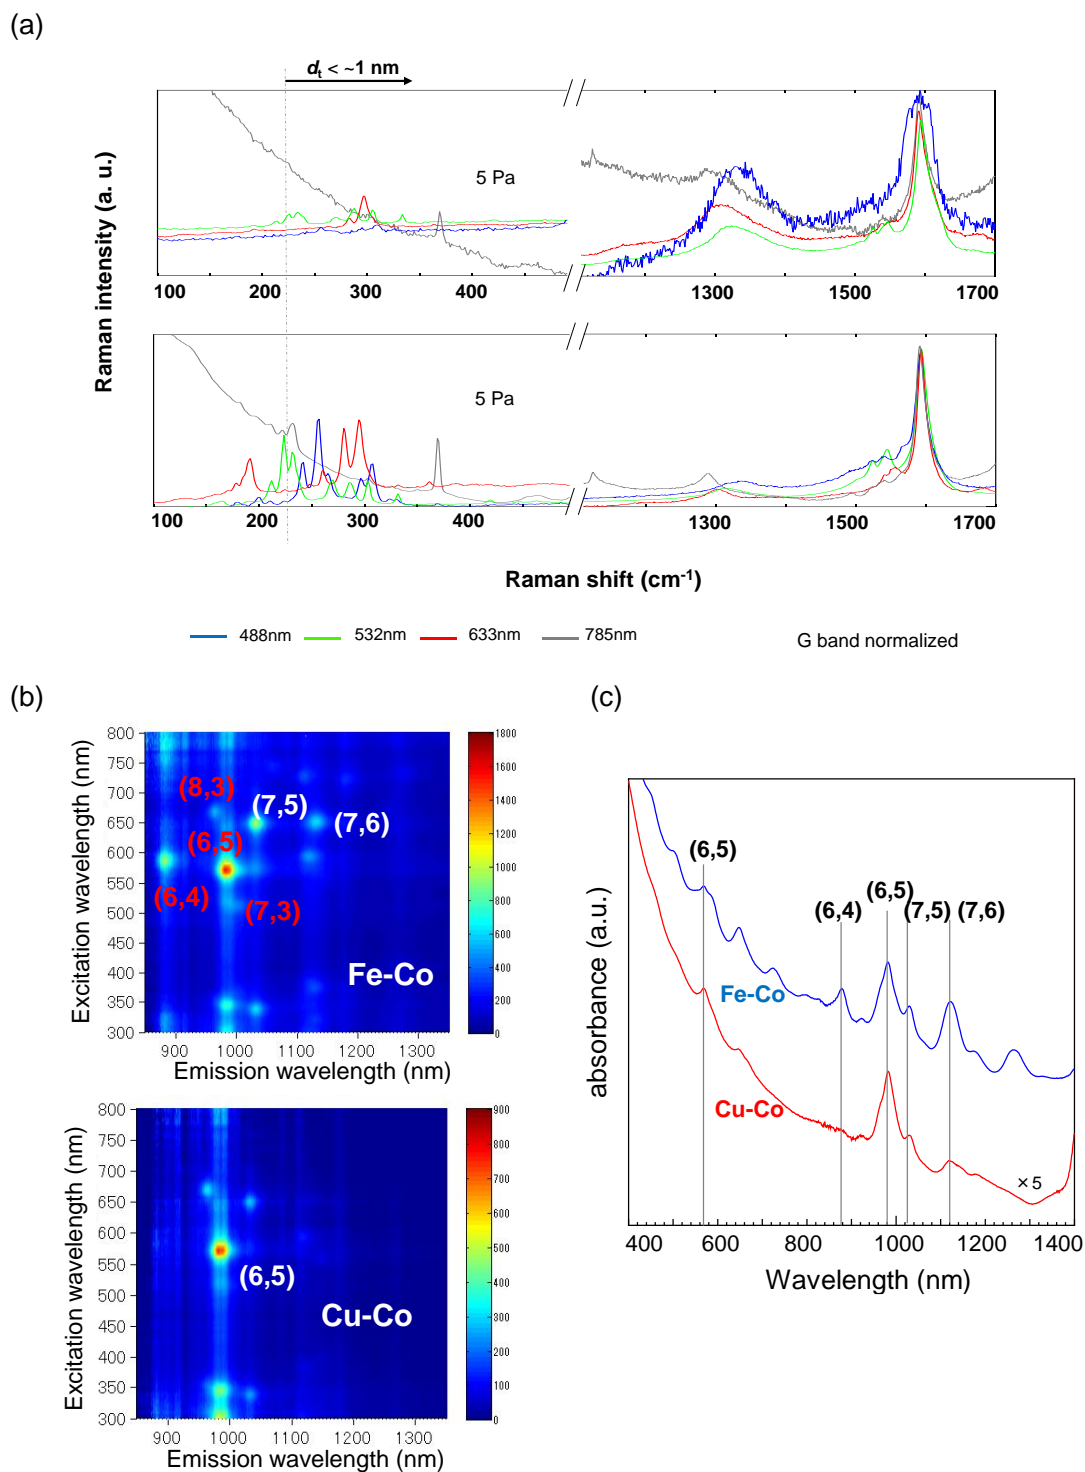 (a)
d_t < ~1 nm
5 Pa
100 200 300 400 1300 1500 1700
Raman intensity (a. u.)
5 Pa
100 200 300 400 1300 1500 1700
Raman shift (cm⁻¹)
488nm 532nm 633nm 785nm
G band normalized
(b)
800
750
700
650
600
550
500
450
400
350
300
Excitation wavelength (nm)
(8,3)
(7,5)
(7,6)
(6,5)
(6,4)
(7,3)
Fe-Co
1800
1600
1400
1200
1000
800
600
400
200
0
900 1000 1100 1200 1300
Emission wavelength (nm)
800
750
700
650
600
550
500
450
400
350
300
Excitation wavelength (nm)
(6,5)
Cu-Co
900
800
700
600
500
400
300
200
100
0
900 1000 1100 1200 1300
Emission wavelength (nm)
(c)
absorbance (a.u.)
(6,5)
(6,5)
(6,4) (7,5) (7,6)
Fe-Co
Cu-Co
×5
400 600 800 1000 1200 1400
Wavelength (nm)